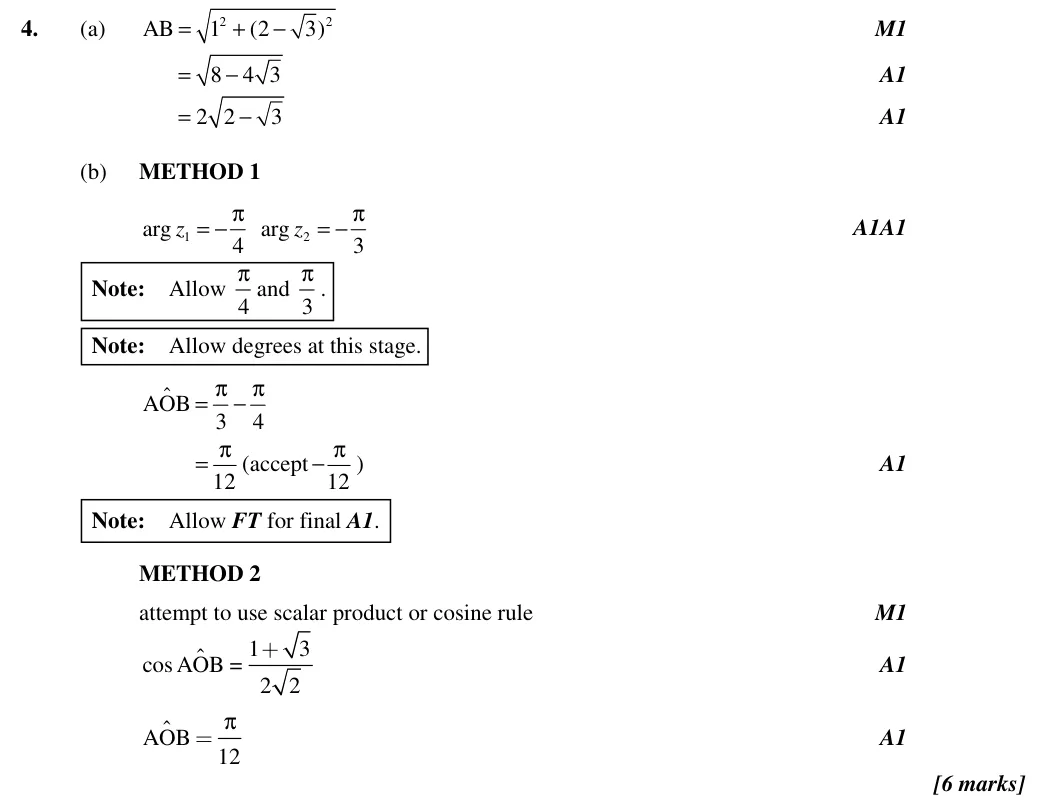 4. (a) AB = √(1² + (2 − √3)²) M1
= √(8 − 4√3) A1
= 2√(2 − √3) A1
(b) METHOD 1
arg z₁ = −π/4 arg z₂ = −π/3 A1A1
Note: Allow π/4 and π/3.
Note: Allow degrees at this stage.
AÔB = π/3 − π/4
= π/12 (accept −π/12) A1
Note: Allow FT for final A1.
METHOD 2
attempt to use scalar product or cosine rule M1
cos AÔB = (1 + √3)/(2√2) A1
AÔB = π/12 A1
[6 marks]